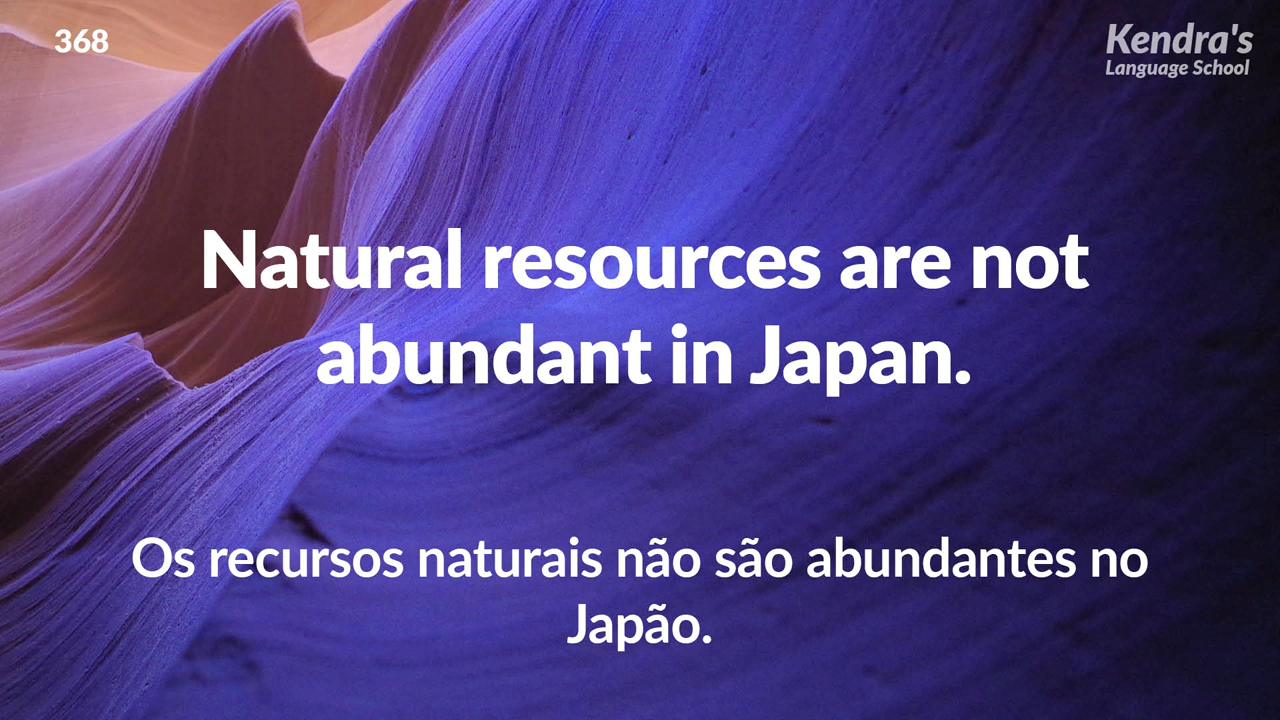 368
Kendra's
Language School
Natural resources are not
abundant in Japan.
Os recursos naturais não são abundantes no
Japão.